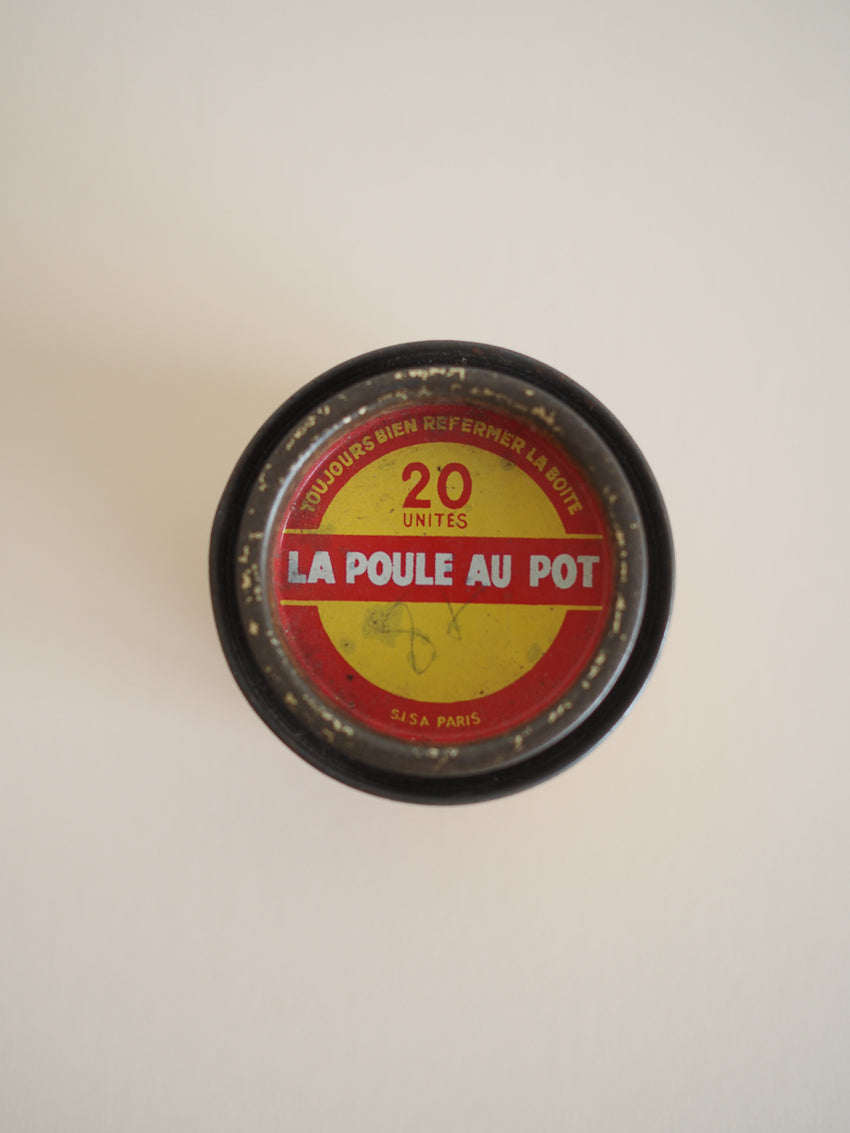 TOUJOURS BIEN REFERMER LA BOITE
20
UNITÉS
LA POULE AU POT
S.I.S.A PARIS